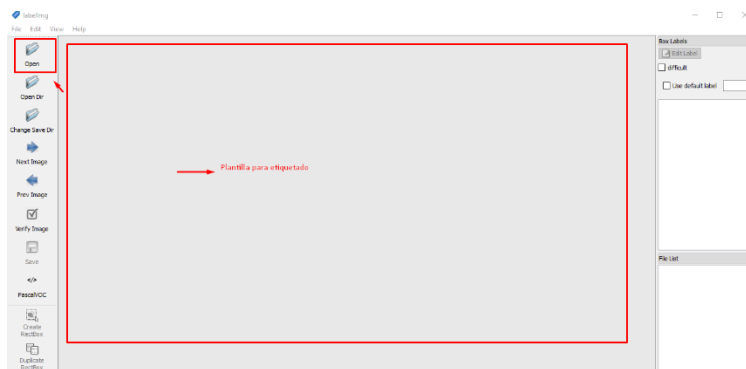 labelImg
File Edit View Help
Open
Open Dir
Change Save Dir
Next Image
Prev Image
Verify Image
Save
</>
PascalVOC
Create
RectBox
Duplicate
RectBox
Plantilla para etiquetado
Box Labels
Edit Label
difficult
Use default label
File List